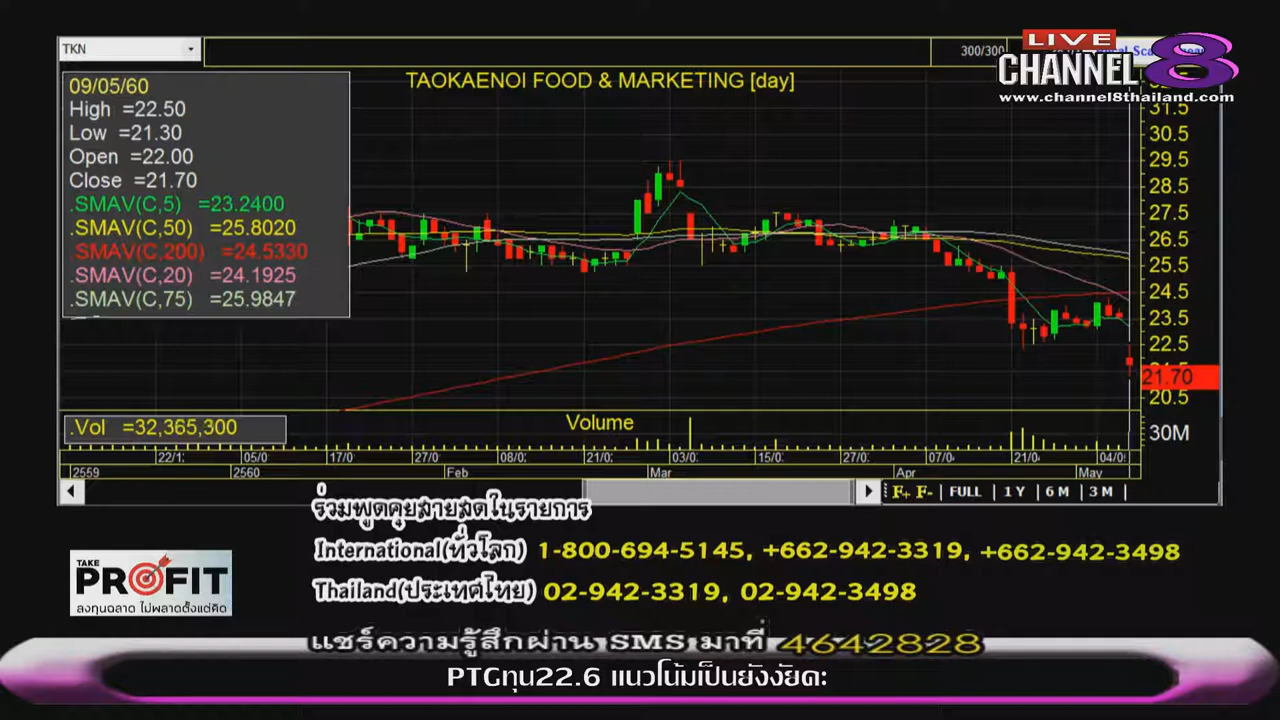 TKN
300/300
LIVE
CHANNEL 8
www.channel8thailand.com
TAOKAENOI FOOD & MARKETING [day]
09/05/60
High =22.50
Low =21.30
Open =22.00
Close =21.70
.SMAV(C,5) =23.2400
.SMAV(C,50) =25.8020
.SMAV(C,200) =24.5330
.SMAV(C,20) =24.1925
.SMAV(C,75) =25.9847
31.5
30.5
29.5
28.5
27.5
26.5
25.5
24.5
23.5
22.5
21.70
20.5
.Vol =32,365,300
Volume
30M
22/1: 05/0 17/0 27/0 08/0: 21/0: 03/0: 15/0: 27/0: 07/0: 21/0 04/05
2559 2560 Feb Mar Apr May
F+ F- FULL 1 Y 6 M 3 M
0
ร่วมพูดคุยสายสดในรายการ
International(ทั่วโลก) 1-800-694-5145, +662-942-3319, +662-942-3498
Thailand(ประเทศไทย) 02-942-3319, 02-942-3498
TAKE
PROFIT
ลงทุนฉลาด ไม่พลาดตั้งแต่คิด
แชร์ความรู้สึกผ่าน SMS มาที่ 4642828
PTGทุน22.6 แนวโน้มเป็นยังงัยคะ